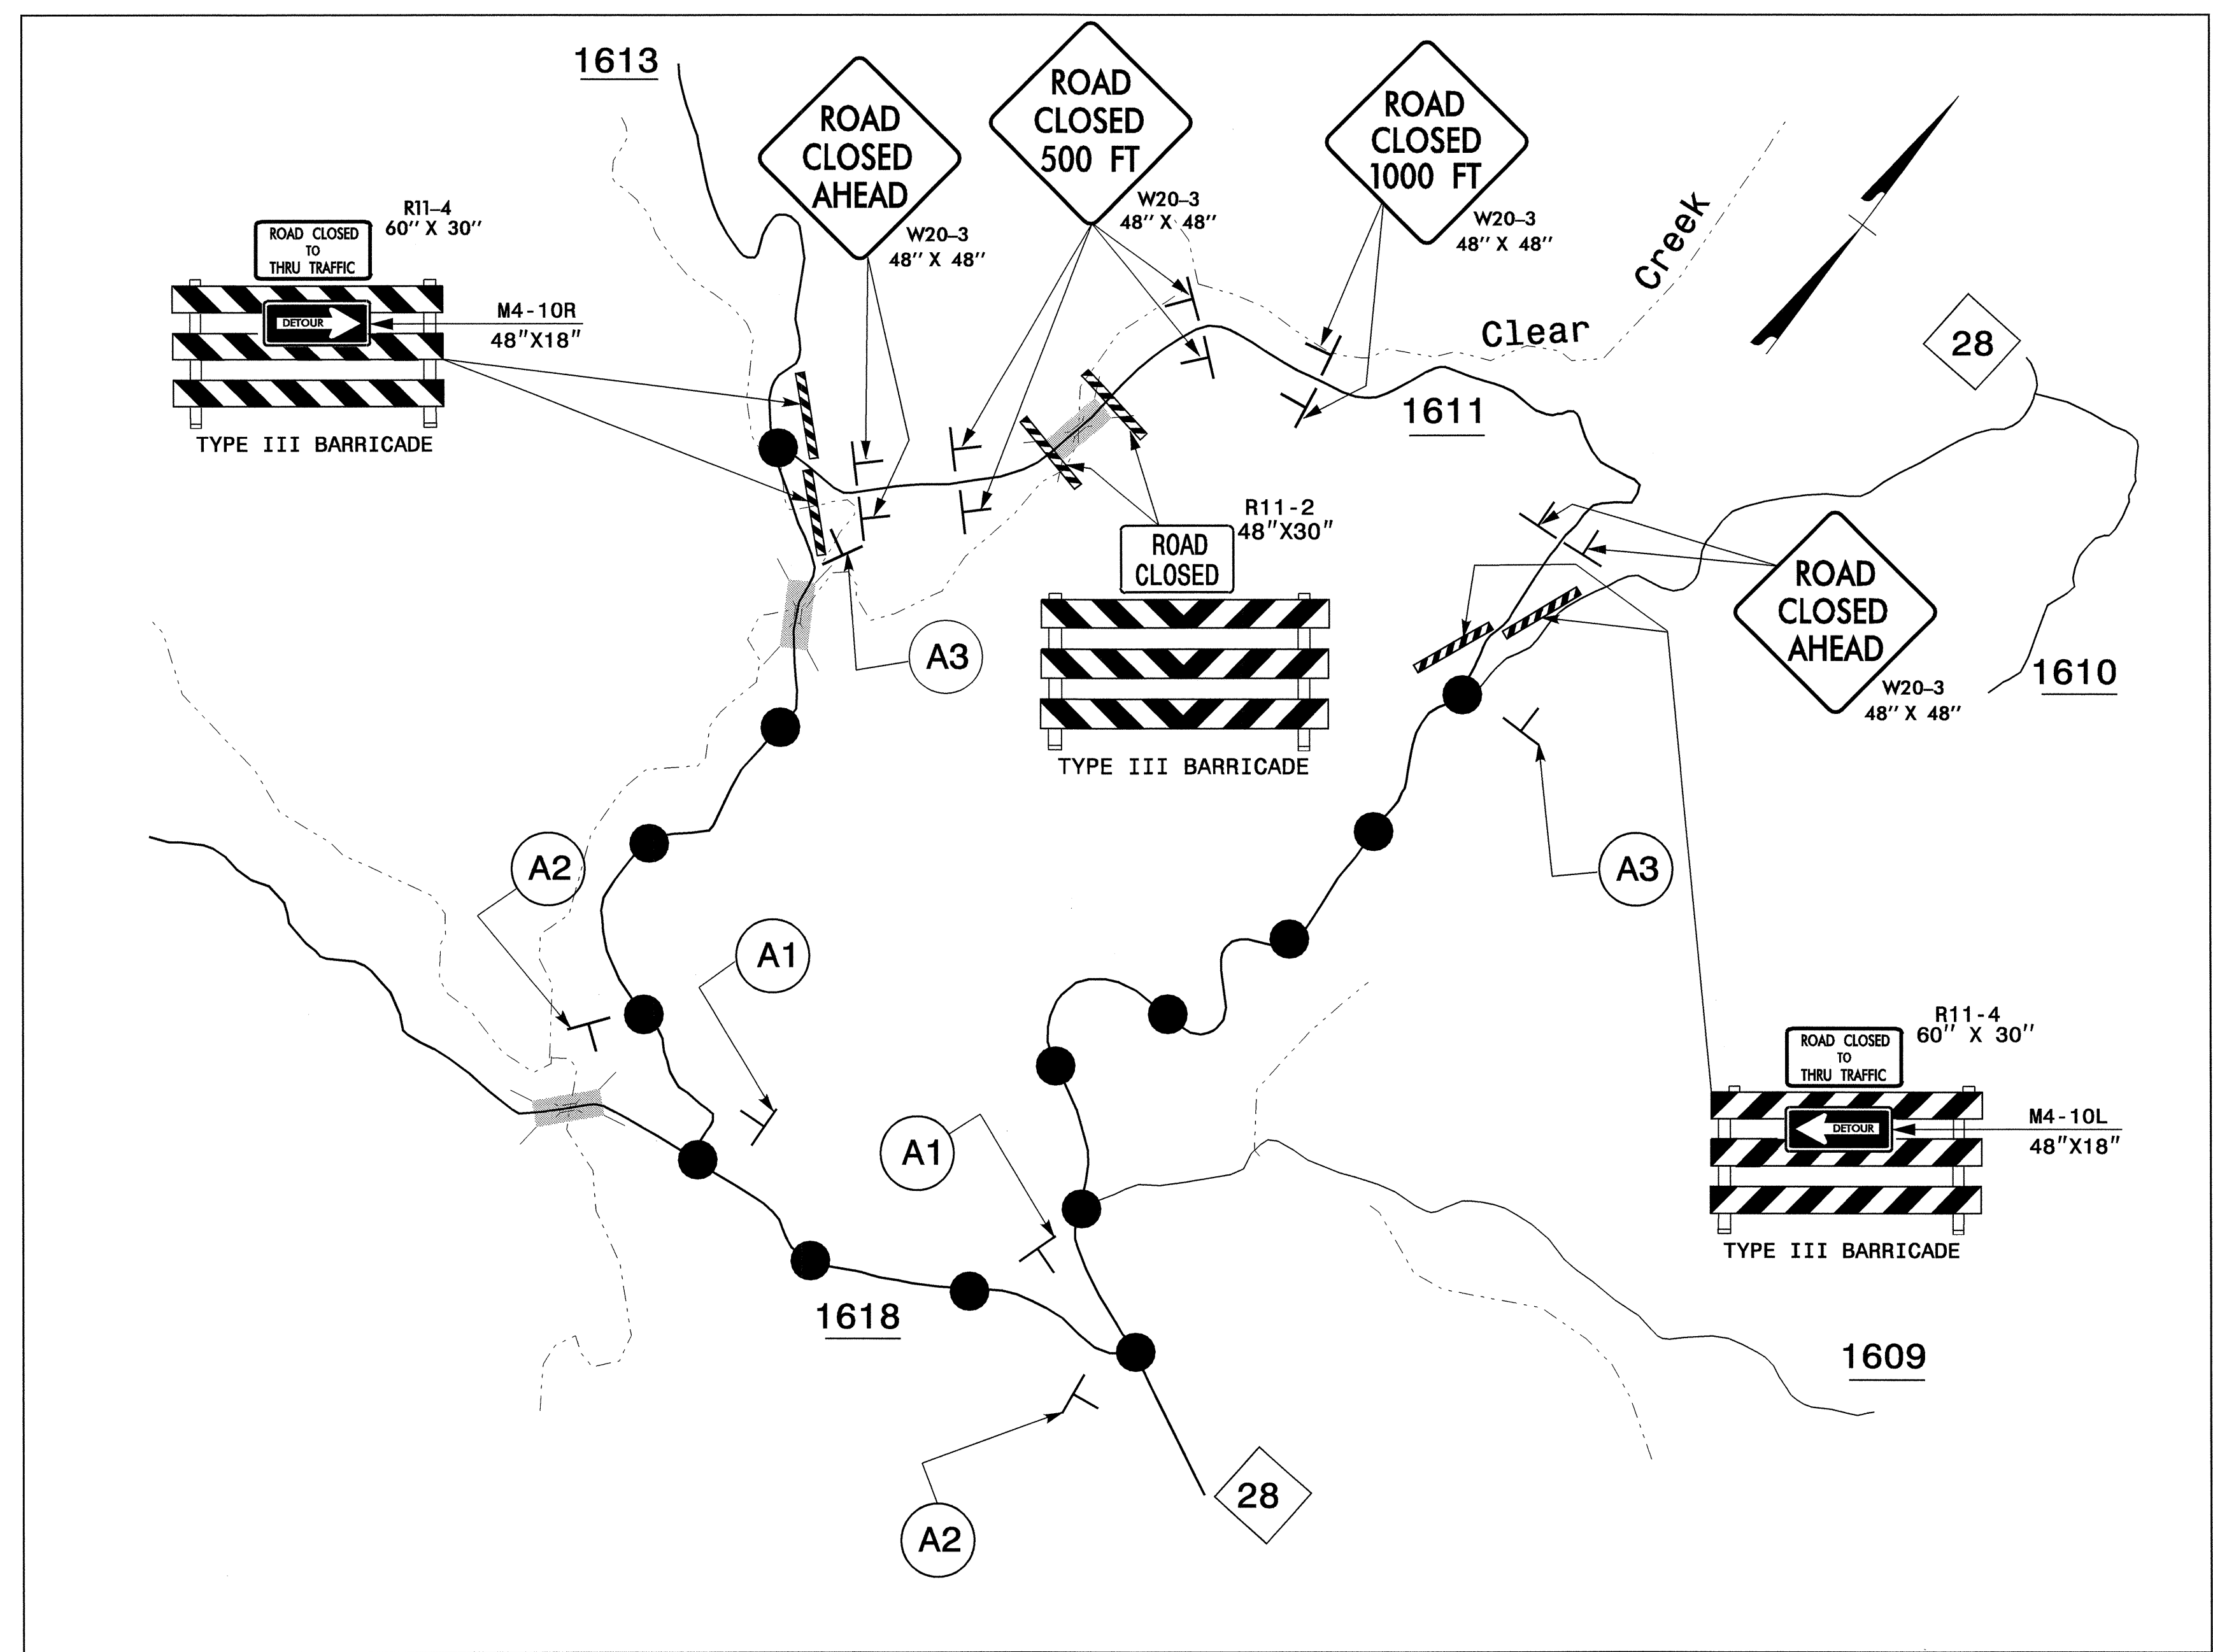 1613
ROAD
CLOSED
AHEAD
W20-3
48" X 48"
ROAD
CLOSED
500 FT
W20-3
48" X 48"
ROAD
CLOSED
1000 FT
W20-3
48" X 48"
Clear Creek
28
R11-4
60" X 30"
ROAD CLOSED
TO
THRU TRAFFIC
DETOUR
M4-10R
48"X18"
TYPE III BARRICADE
1611
R11-2
48"X30"
ROAD
CLOSED
TYPE III BARRICADE
ROAD
CLOSED
AHEAD
W20-3
48" X 48"
1610
A3
A2
A1
A3
A1
R11-4
60" X 30"
ROAD CLOSED
TO
THRU TRAFFIC
DETOUR
M4-10L
48"X18"
TYPE III BARRICADE
1618
1609
28
A2